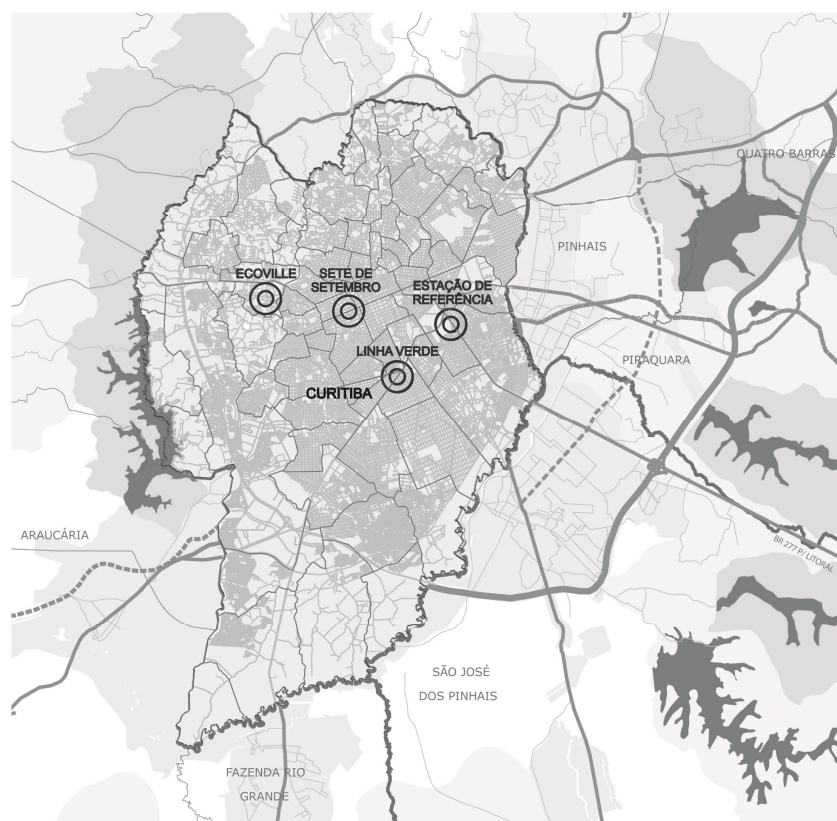 QUATRO BARRAS
PINHAIS
ECOVILLE
SETE DE
SETEMBRO
ESTAÇÃO DE
REFERÊNCIA
LINHA VERDE
PIRAQUARA
CURITIBA
ARAUCÁRIA
BR 277 P/ LITORAL
SÃO JOSÉ
DOS PINHAIS
FAZENDA RIO
GRANDE